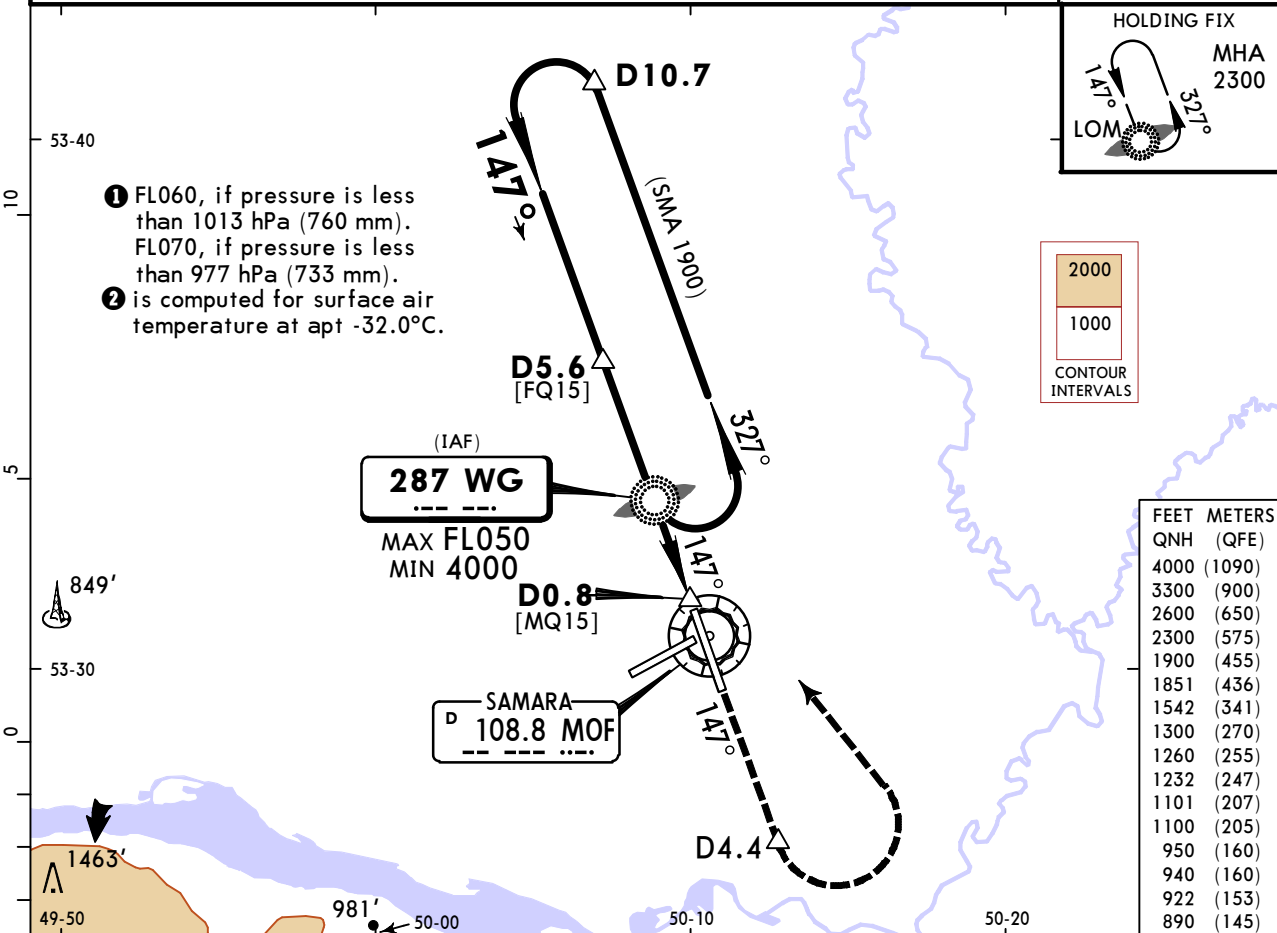 HOLDING FIX
MHA
2300
147°
327°
LOM
D10.7
53-40
147°
(SMA 1900)
10
❶ FL060, if pressure is less
than 1013 hPa (760 mm).
FL070, if pressure is less
than 977 hPa (733 mm).
❷ is computed for surface air
temperature at apt -32.0°C.
2000
1000
CONTOUR
INTERVALS
D5.6
[FQ15]
327°
(IAF)
287 WG
MAX FL050
MIN 4000
5
147°
849'
D0.8
[MQ15]
53-30
SAMARA
D 108.8 MOF
147°
0
D4.4
1463'
981'
49-50
50-00
50-10
50-20
FEET METERS
QNH (QFE)
4000 (1090)
3300 (900)
2600 (650)
2300 (575)
1900 (455)
1851 (436)
1542 (341)
1300 (270)
1260 (255)
1232 (247)
1101 (207)
1100 (205)
950 (160)
940 (160)
922 (153)
890 (145)